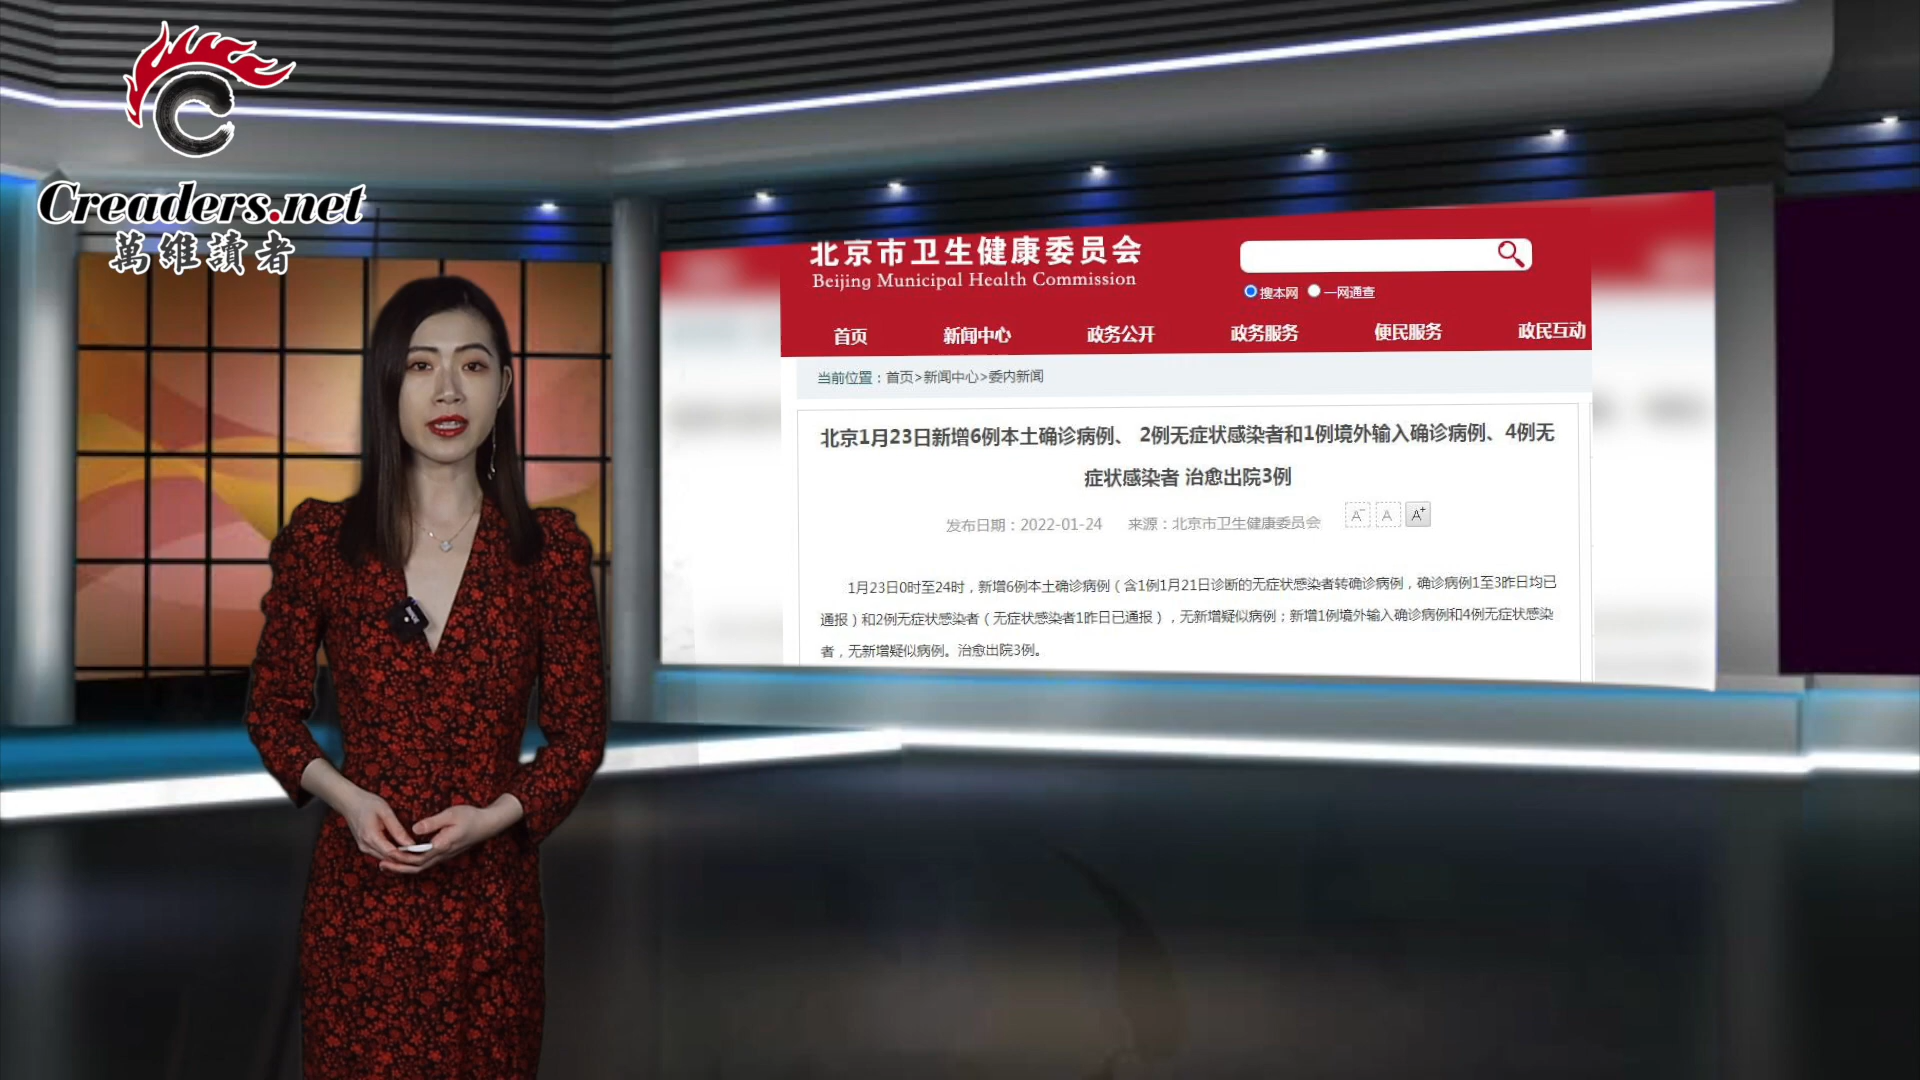 Creaders.net
萬維讀者
北京市卫生健康委员会
Beijing Municipal Health Commission
搜本网 一网通查
首页 新闻中心 政务公开 政务服务 便民服务 政民互动
当前位置：首页>新闻中心>委内新闻
北京1月23日新增6例本土确诊病例、 2例无症状感染者和1例境外输入确诊病例、4例无
症状感染者 治愈出院3例
发布日期：2022-01-24 来源：北京市卫生健康委员会 A- A A+
1月23日0时至24时，新增6例本土确诊病例（含1例1月21日诊断的无症状感染者转确诊病例，确诊病例1至3昨日均已
通报）和2例无症状感染者（无症状感染者1昨日已通报），无新增疑似病例；新增1例境外输入确诊病例和4例无症状感染
者，无新增疑似病例。治愈出院3例。